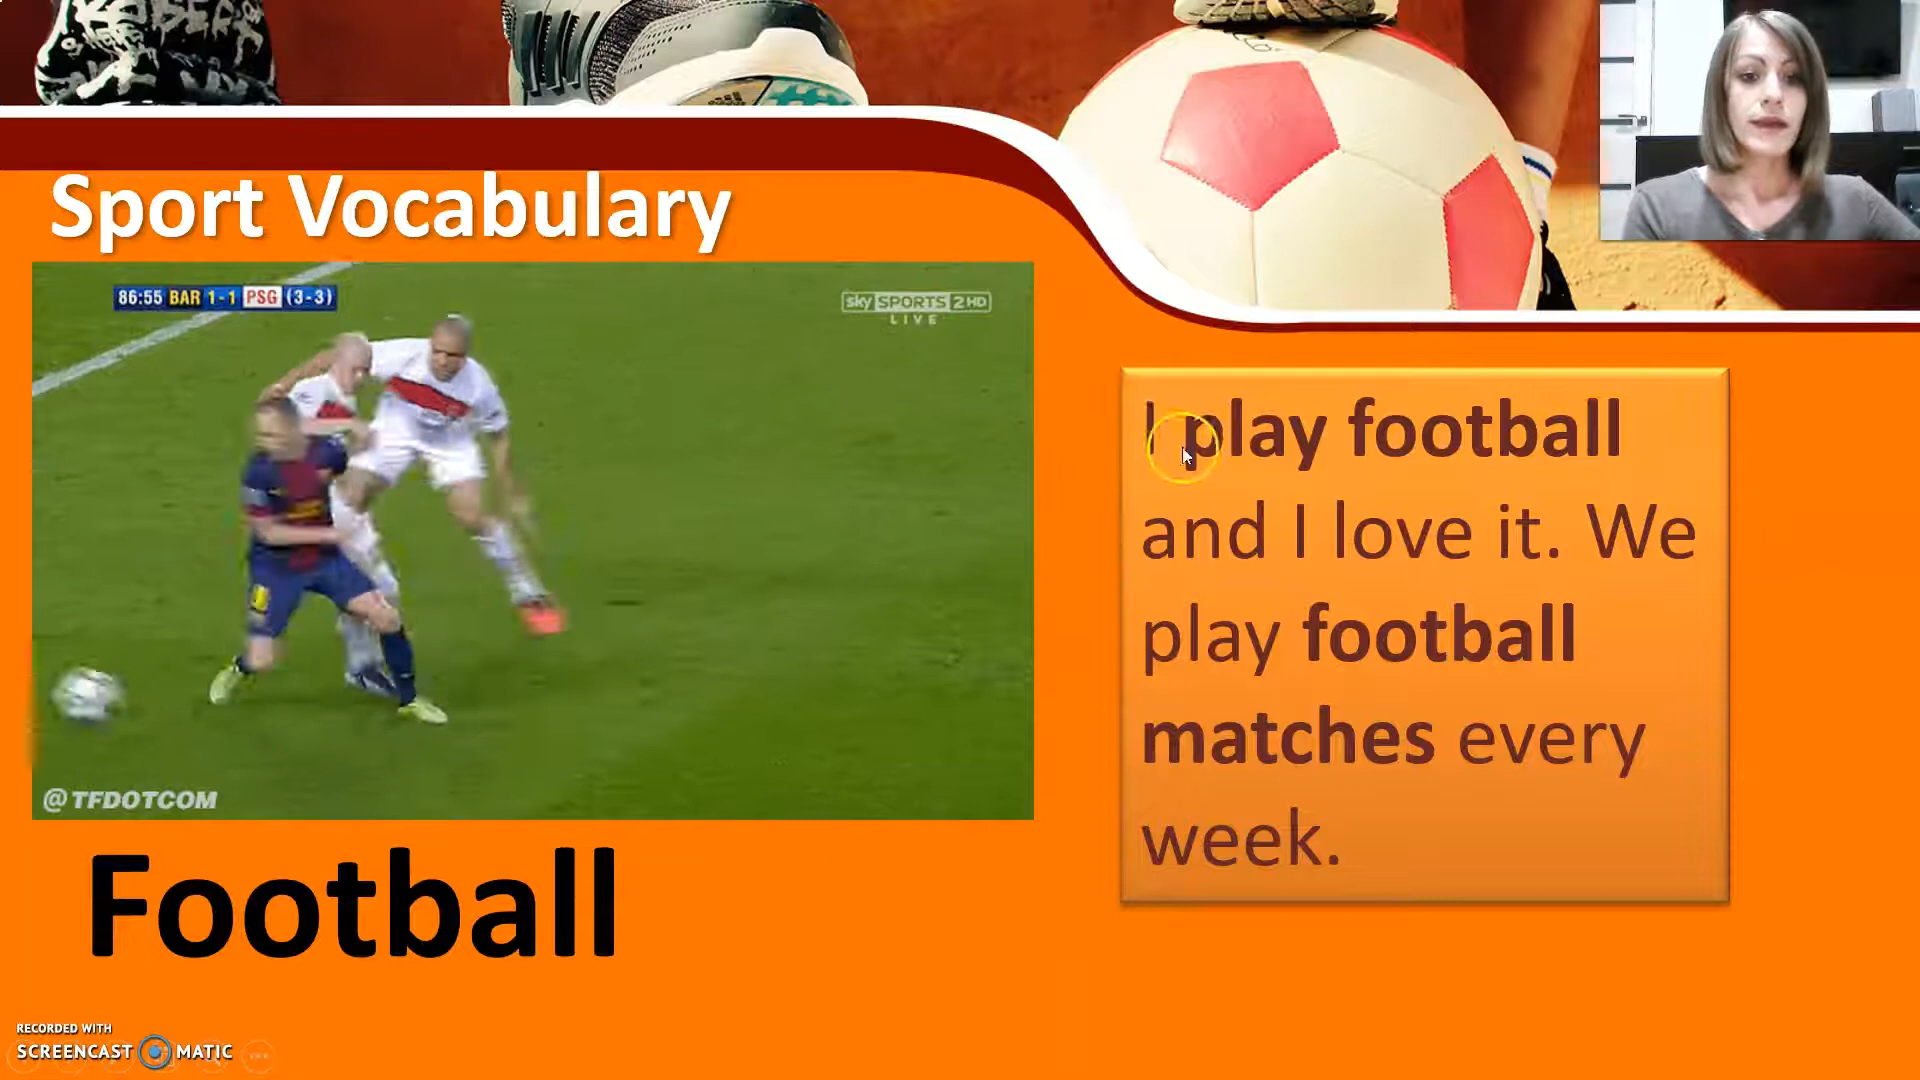 Sport Vocabulary
86:55 BAR 1-1 PSG (3-3)
sky SPORTS 2 HD
LIVE
@TFDOTCOM
Football
I play football
and I love it. We
play football
matches every
week.
RECORDED WITH
SCREENCAST MATIC